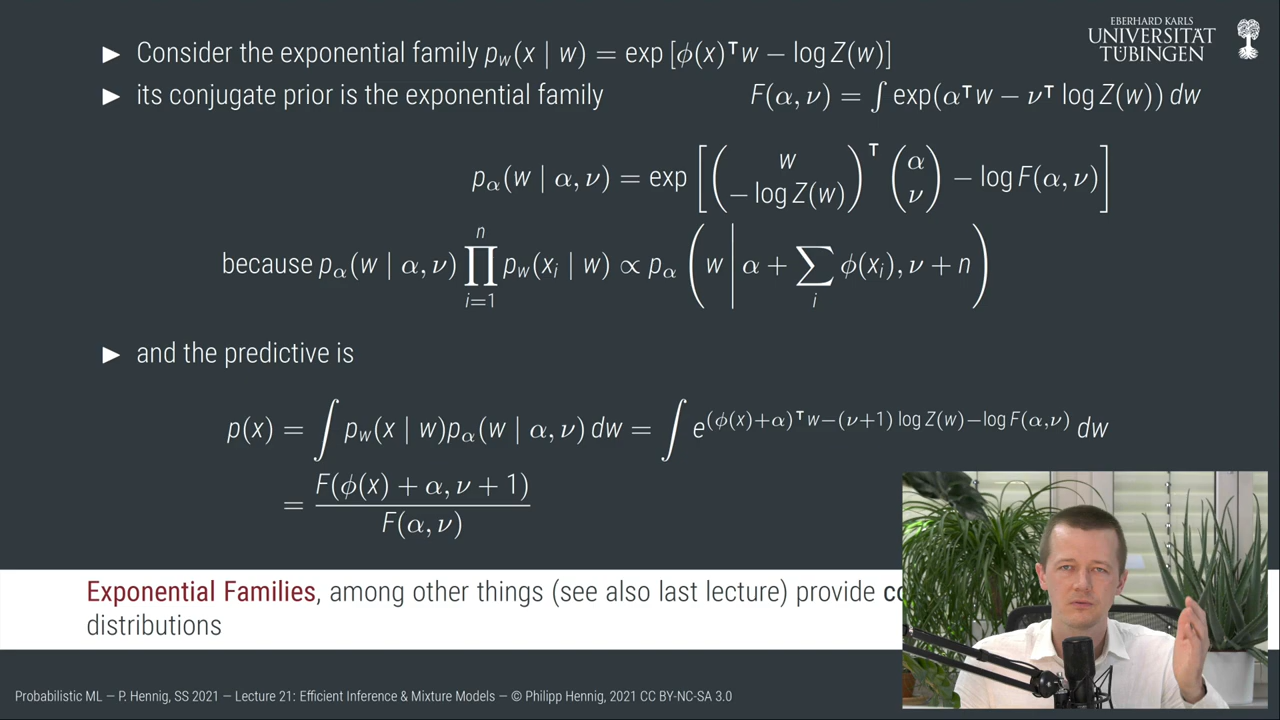 ► Consider the exponential family p_w(x | w) = exp [ϕ(x)ᵀw − log Z(w)]
EBERHARD KARLS
UNIVERSITÄT
TÜBINGEN
► its conjugate prior is the exponential family F(α, ν) = ∫ exp(αᵀw − νᵀ log Z(w)) dw
p_α(w | α, ν) = exp [ (w; − log Z(w))ᵀ (α; ν) − log F(α, ν) ]
because p_α(w | α, ν) ∏_{i=1}^{n} p_w(x_i | w) ∝ p_α ( w | α + ∑_i ϕ(x_i), ν + n )
► and the predictive is
p(x) = ∫ p_w(x | w)p_α(w | α, ν) dw = ∫ e^{(ϕ(x)+α)ᵀw−(ν+1) log Z(w)−log F(α,ν)} dw
= F(ϕ(x) + α, ν + 1) / F(α, ν)
Exponential Families, among other things (see also last lecture) provide
distributions
Probabilistic ML — P. Hennig, SS 2021 — Lecture 21: Efficient Inference & Mixture Models — © Philipp Hennig, 2021 CC BY-NC-SA 3.0